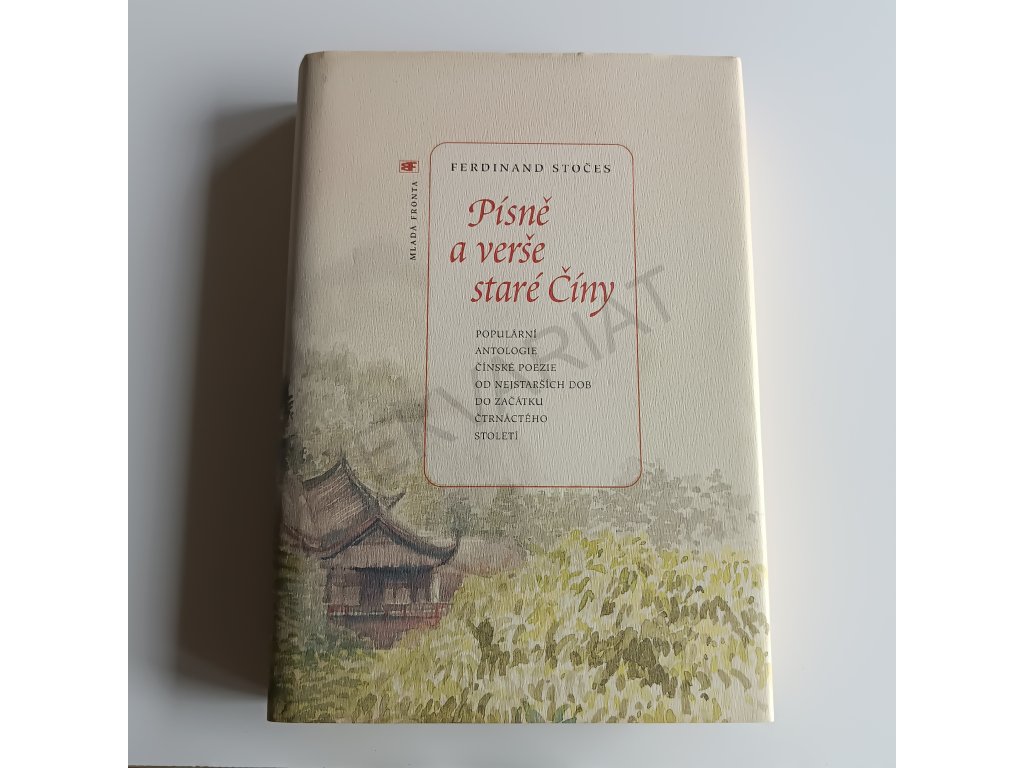 FERDINAND STOČES
Písně
a verše
staré Číny
POPULÁRNÍ
ANTOLOGIE
ČÍNSKÉ POEZIE
OD NEJSTARŠÍCH DOB
DO ZAČÁTKU
ČTRNÁCTÉHO
STOLETÍ
MF
MLADÁ FRONTA